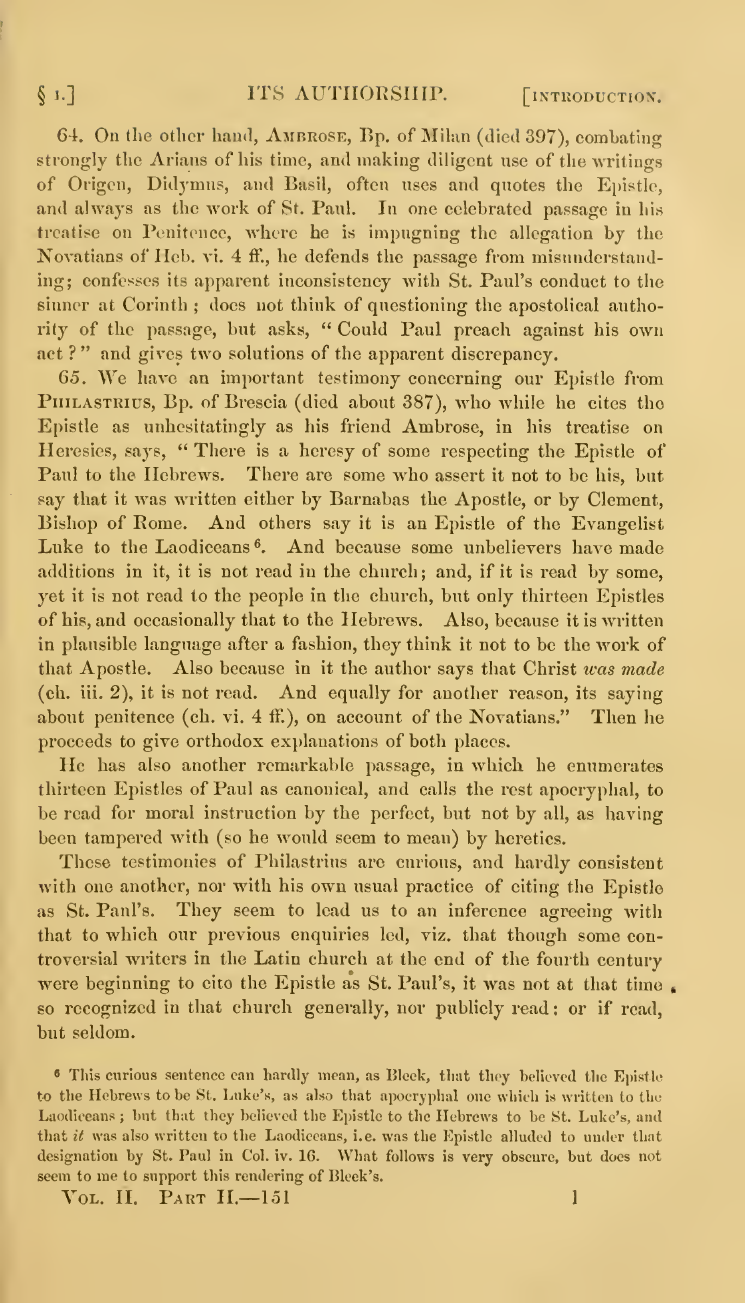 § 1.] ITS AUTHORSHIP. [INTRODUCTION.
64. On the other hand, AMBROSE, Bp. of Milan (died 397), combating
strongly the Arians of his time, and making diligent use of the writings
of Origen, Didymus, and Basil, often uses and quotes the Epistle,
and always as the work of St. Paul. In one celebrated passage in his
treatise on Penitence, where he is impugning the allegation by the
Novatians of Heb. vi. 4 ff., he defends the passage from misunderstand-
ing; confesses its apparent inconsistency with St. Paul's conduct to the
sinner at Corinth ; does not think of questioning the apostolical autho-
rity of the passage, but asks, “ Could Paul preach against his own
act ? ” and gives two solutions of the apparent discrepancy.
65. We have an important testimony concerning our Epistle from
PHILASTRIUS, Bp. of Brescia (died about 387), who while he cites the
Epistle as unhesitatingly as his friend Ambrose, in his treatise on
Heresies, says, “ There is a heresy of some respecting the Epistle of
Paul to the Hebrews. There are some who assert it not to be his, but
say that it was written either by Barnabas the Apostle, or by Clement,
Bishop of Rome. And others say it is an Epistle of the Evangelist
Luke to the Laodiceans 6. And because some unbelievers have made
additions in it, it is not read in the church; and, if it is read by some,
yet it is not read to the people in the church, but only thirteen Epistles
of his, and occasionally that to the Hebrews. Also, because it is written
in plausible language after a fashion, they think it not to be the work of
that Apostle. Also because in it the author says that Christ was made
(ch. iii. 2), it is not read. And equally for another reason, its saying
about penitence (ch. vi. 4 ff.), on account of the Novatians.” Then he
proceeds to give orthodox explanations of both places.
He has also another remarkable passage, in which he enumerates
thirteen Epistles of Paul as canonical, and calls the rest apocryphal, to
be read for moral instruction by the perfect, but not by all, as having
been tampered with (so he would seem to mean) by heretics.
These testimonies of Philastrius are curious, and hardly consistent
with one another, nor with his own usual practice of citing the Epistle
as St. Paul's. They seem to lead us to an inference agreeing with
that to which our previous enquiries led, viz. that though some con-
troversial writers in the Latin church at the end of the fourth century
were beginning to cite the Epistle as St. Paul's, it was not at that time
so recognized in that church generally, nor publicly read : or if read,
but seldom.
6 This curious sentence can hardly mean, as Bleek, that they believed the Epistle
to the Hebrews to be St. Luke's, as also that apocryphal one which is written to the
Laodiceans ; but that they believed the Epistle to the Hebrews to be St. Luke's, and
that it was also written to the Laodiceans, i.e. was the Epistle alluded to under that
designation by St. Paul in Col. iv. 16. What follows is very obscure, but does not
seem to me to support this rendering of Bleek's.
VOL. II. PART II.—151 l